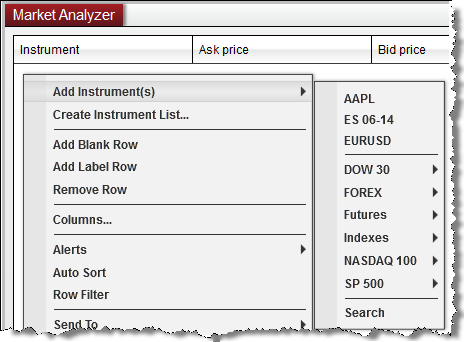 Market Analyzer
Instrument Ask price Bid price
Add Instrument(s)
Create Instrument List...
Add Blank Row
Add Label Row
Remove Row
Columns...
Alerts
Auto Sort
Row Filter
Send To
AAPL
ES 06-14
EURUSD
DOW 30
FOREX
Futures
Indexes
NASDAQ 100
SP 500
Search